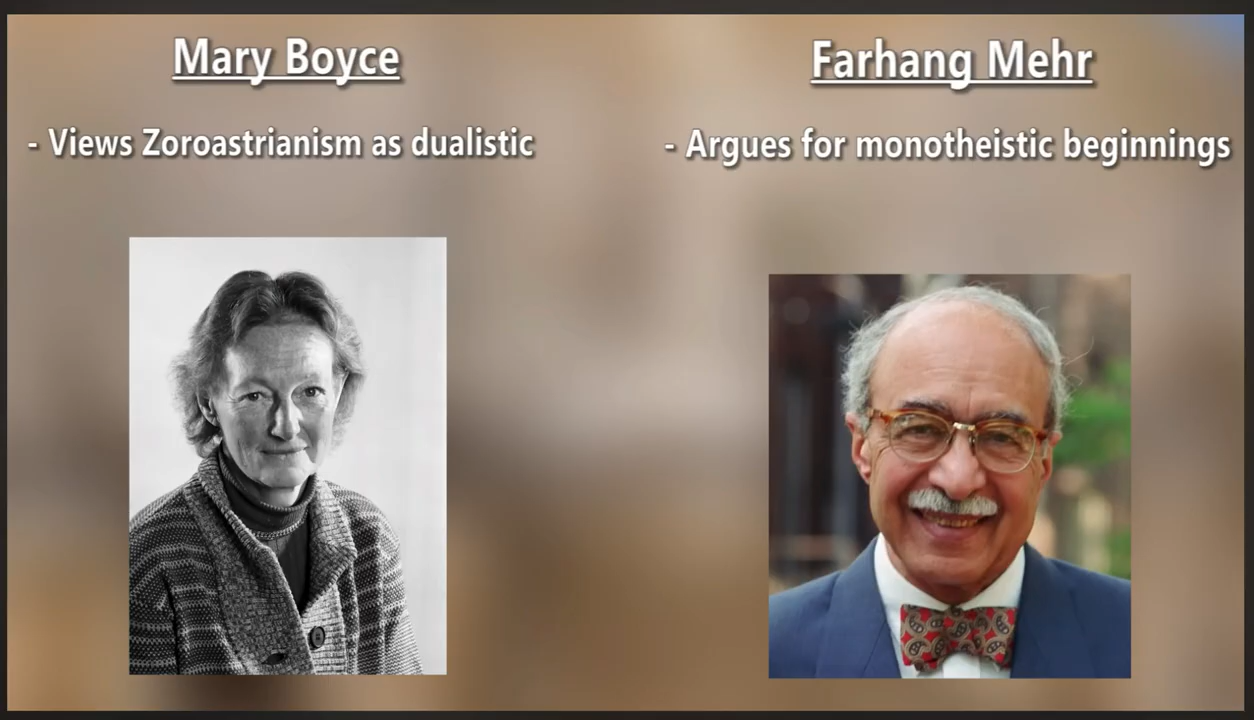 Mary Boyce
- Views Zoroastrianism as dualistic
Farhang Mehr
- Argues for monotheistic beginnings